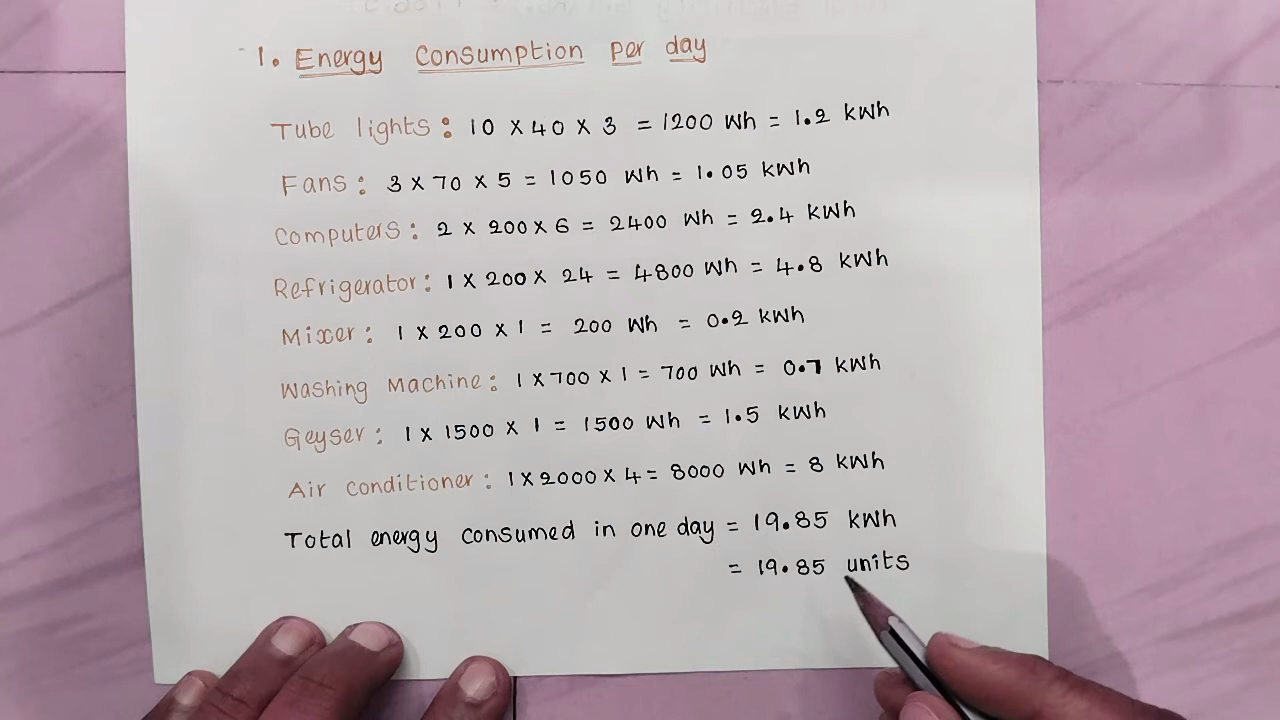 1. Energy Consumption Per day
Tube lights : 10 X 40 X 3 = 1200 Wh = 1.2 kWh
Fans : 3 X 70 X 5 = 1050 Wh = 1.05 kWh
Computers : 2 X 200 X 6 = 2400 Wh = 2.4 kWh
Refrigerator : 1 X 200 X 24 = 4800 Wh = 4.8 kWh
Mixer : 1 X 200 X 1 = 200 Wh = 0.2 kWh
Washing Machine : 1 X 700 X 1 = 700 Wh = 0.7 kWh
Geyser : 1 X 1500 X 1 = 1500 Wh = 1.5 kWh
Air conditioner : 1 X 2000 X 4 = 8000 Wh = 8 kWh
Total energy consumed in one day = 19.85 kWh
= 19.85 units